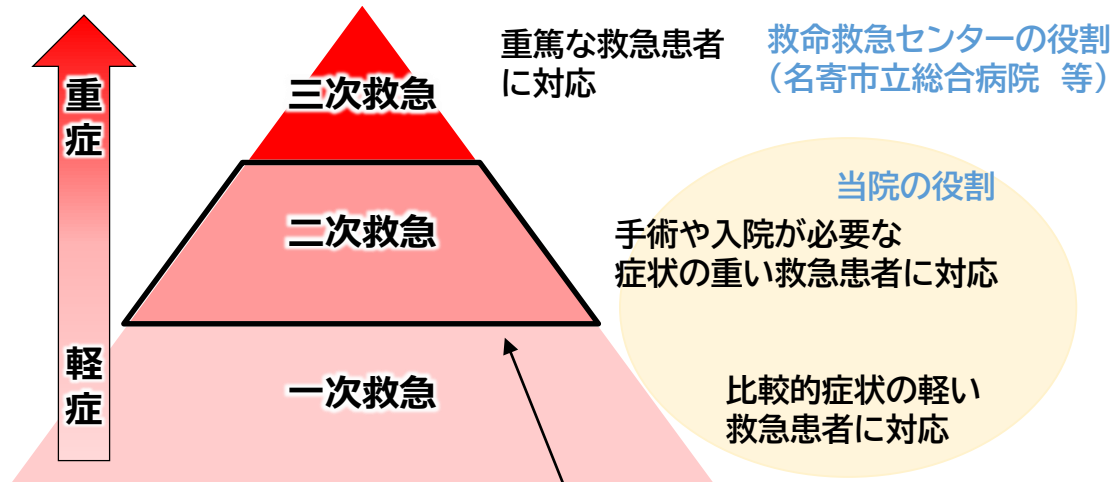 重症
軽症
三次救急
重篤な救急患者
に対応
救命救急センターの役割
（名寄市立総合病院　等）
二次救急
当院の役割
手術や入院が必要な
症状の重い救急患者に対応
一次救急
比較的症状の軽い
救急患者に対応